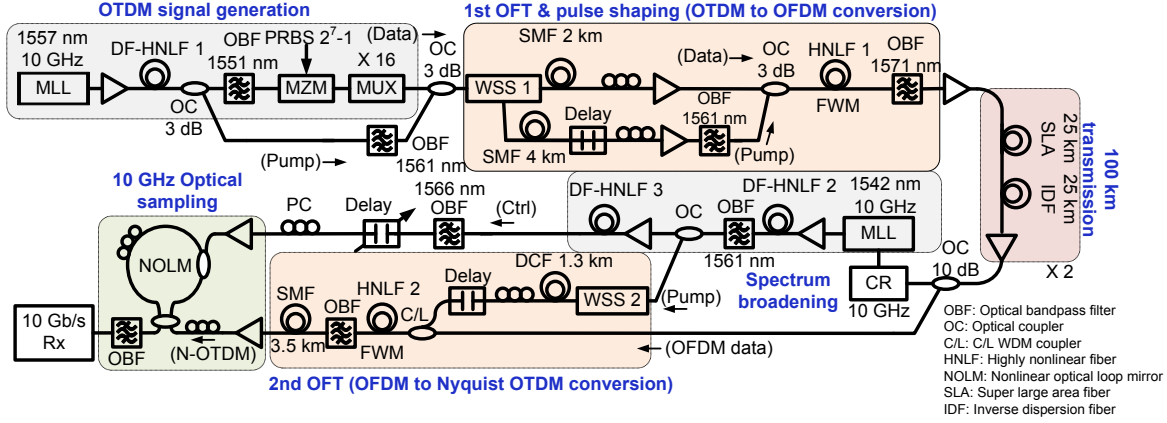 OTDM signal generation
1557 nm
10 GHz
MLL
DF-HNLF 1
OC
3 dB
OBF
1551 nm
PRBS 2⁷-1
MZM
X 16
MUX
(Data)
OC
3 dB
(Pump)
OBF
1561 nm
1st OFT & pulse shaping (OTDM to OFDM conversion)
WSS 1
SMF 2 km
SMF 4 km
Delay
OBF
1561 nm
(Data)
(Pump)
OC
3 dB
HNLF 1
FWM
OBF
1571 nm
100 km
transmission
25 km
SLA
25 km
IDF
X 2
OC
10 dB
1542 nm
10 GHz
MLL
CR
10 GHz
DF-HNLF 2
OBF
1561 nm
OC
DF-HNLF 3
Spectrum
broadening
(Ctrl)
OBF
1566 nm
Delay
PC
10 GHz Optical
sampling
NOLM
(Pump)
WSS 2
DCF 1.3 km
Delay
C/L
HNLF 2
FWM
OBF
SMF
3.5 km
(OFDM data)
2nd OFT (OFDM to Nyquist OTDM conversion)
(N-OTDM)
OBF
10 Gb/s
Rx
OBF: Optical bandpass filter
OC: Optical coupler
C/L: C/L WDM coupler
HNLF: Highly nonlinear fiber
NOLM: Nonlinear optical loop mirror
SLA: Super large area fiber
IDF: Inverse dispersion fiber